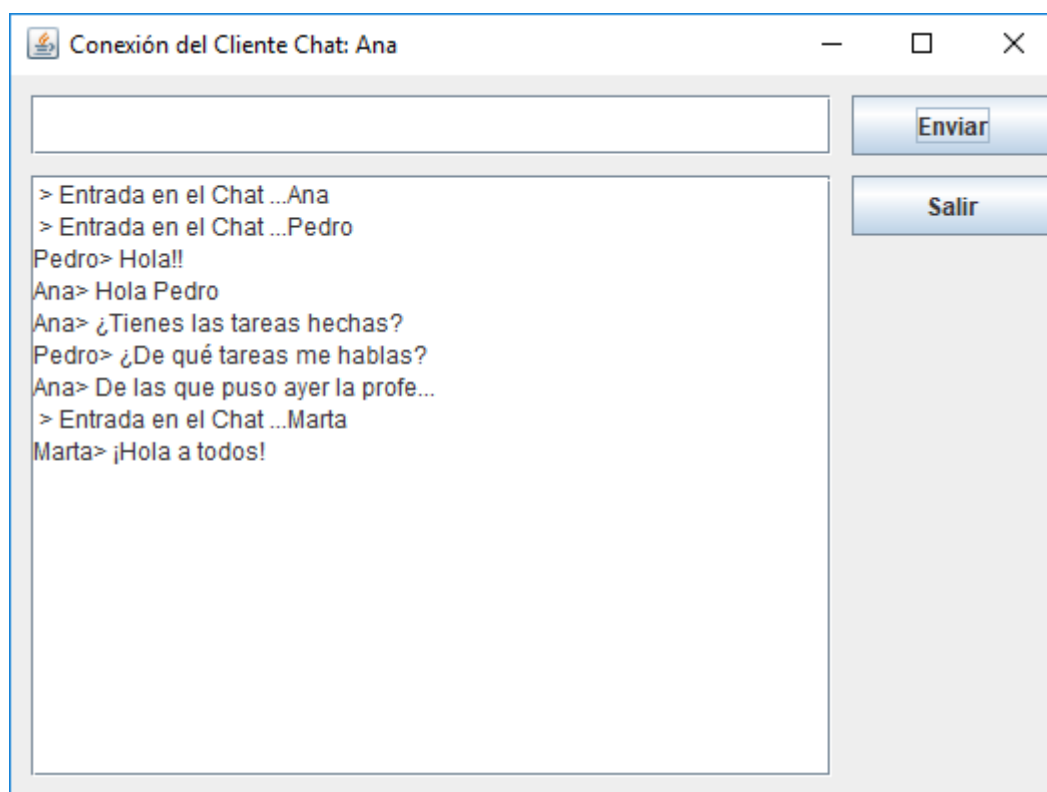 Conexión del Cliente Chat: Ana
Enviar
> Entrada en el Chat ...Ana
> Entrada en el Chat ...Pedro
Pedro> Hola!!
Ana> Hola Pedro
Ana> ¿Tienes las tareas hechas?
Pedro> ¿De qué tareas me hablas?
Ana> De las que puso ayer la profe...
> Entrada en el Chat ...Marta
Marta> ¡Hola a todos!
Salir